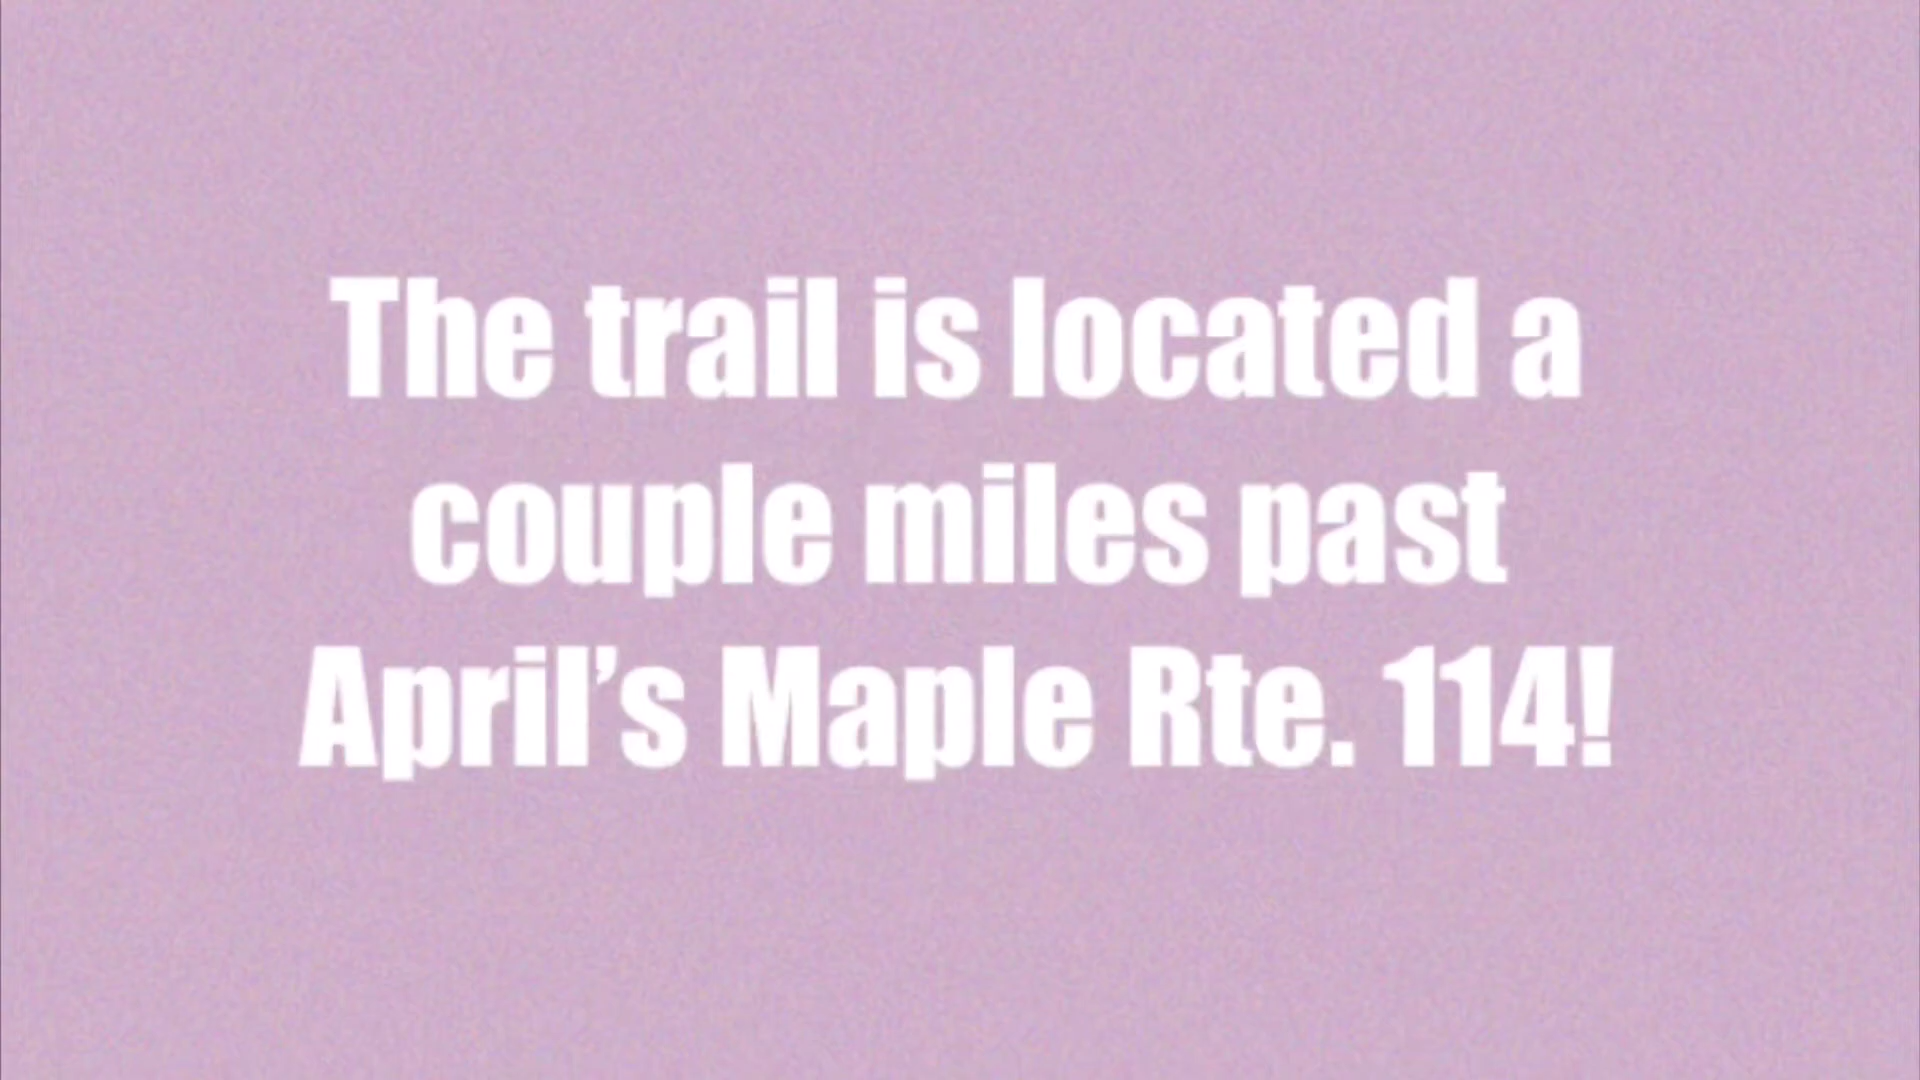 The trail is located a
couple miles past
April’s Maple Rte. 114!